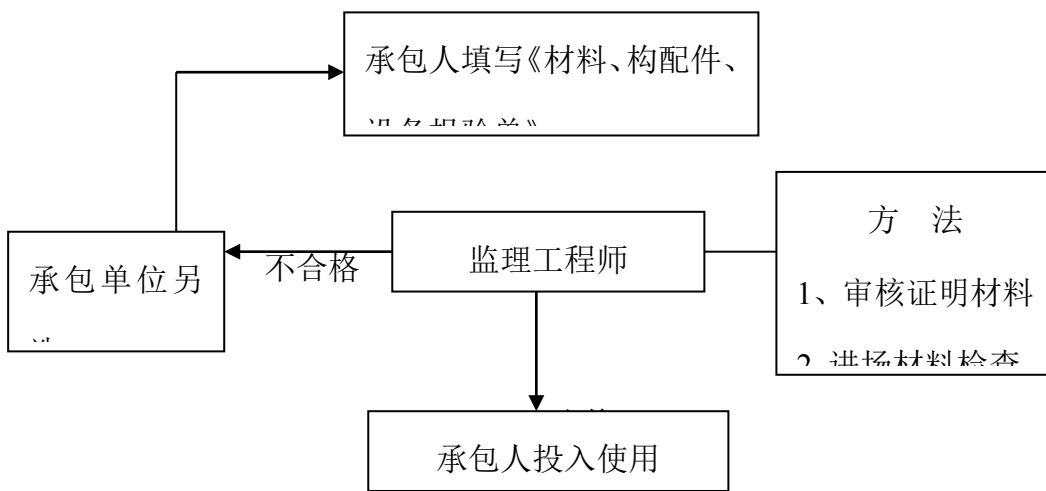 承包人填写《材料、构配件、
方 法
1、审核证明材料
监理工程师
不合格
承包单位另
承包人投入使用